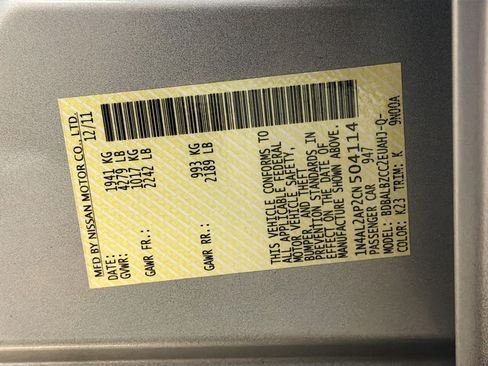 MFD BY NISSAN MOTOR CO., LTD.
DATE: 12/11
GVWR: 1941 KG
4279 LB
GAWR FR.: 1017 KG
2242 LB
GAWR RR.: 993 KG
2189 LB
THIS VEHICLE CONFORMS TO
ALL APPLICABLE FEDERAL
MOTOR VEHICLE SAFETY,
BUMPER, AND THEFT
PREVENTION STANDARDS IN
EFFECT ON THE DATE OF
MANUFACTURE SHOWN ABOVE.
1N4AL2AP2CN504114
PASSENGER CAR 947
MODEL: BDBALBZCC2EUAHJ-Q-
COLOR: K23 TRIM: K 9N00A